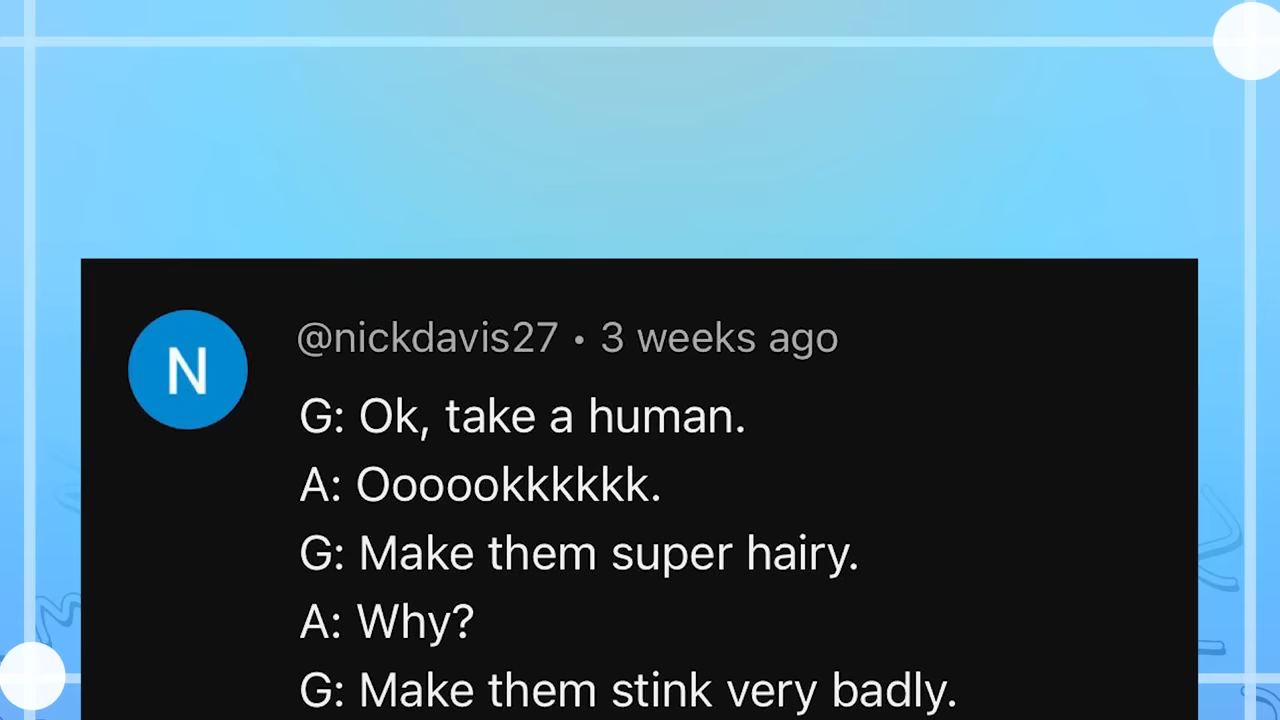 N
@nickdavis27 • 3 weeks ago
G: Ok, take a human.
A: Oooookkkkkk.
G: Make them super hairy.
A: Why?
G: Make them stink very badly.